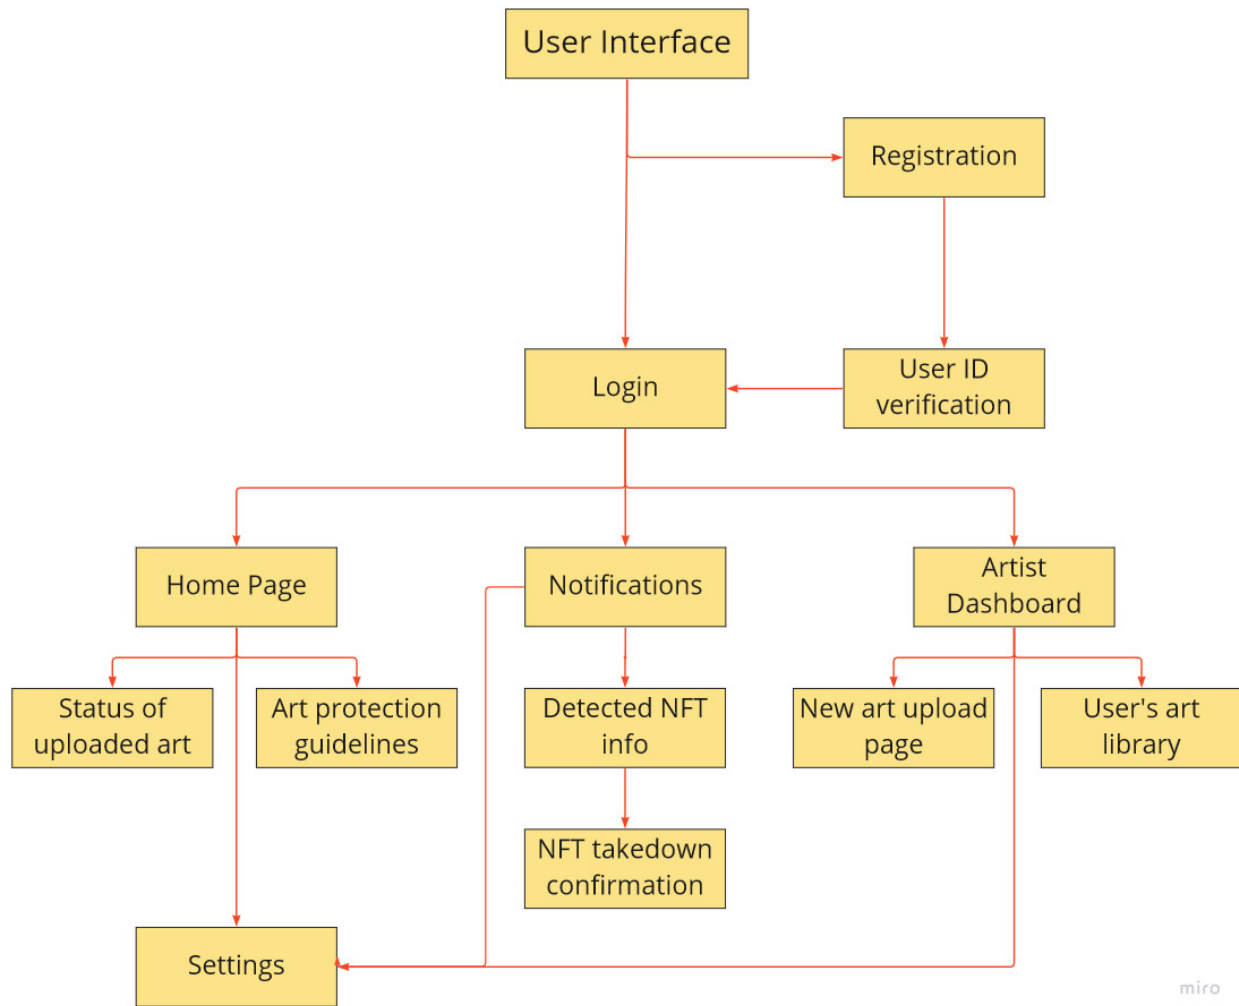 User Interface
Registration
Login
User ID
verification
Home Page
Notifications
Artist
Dashboard
Status of
uploaded art
Art protection
guidelines
Detected NFT
info
New art upload
page
User's art
library
NFT takedown
confirmation
Settings
miro